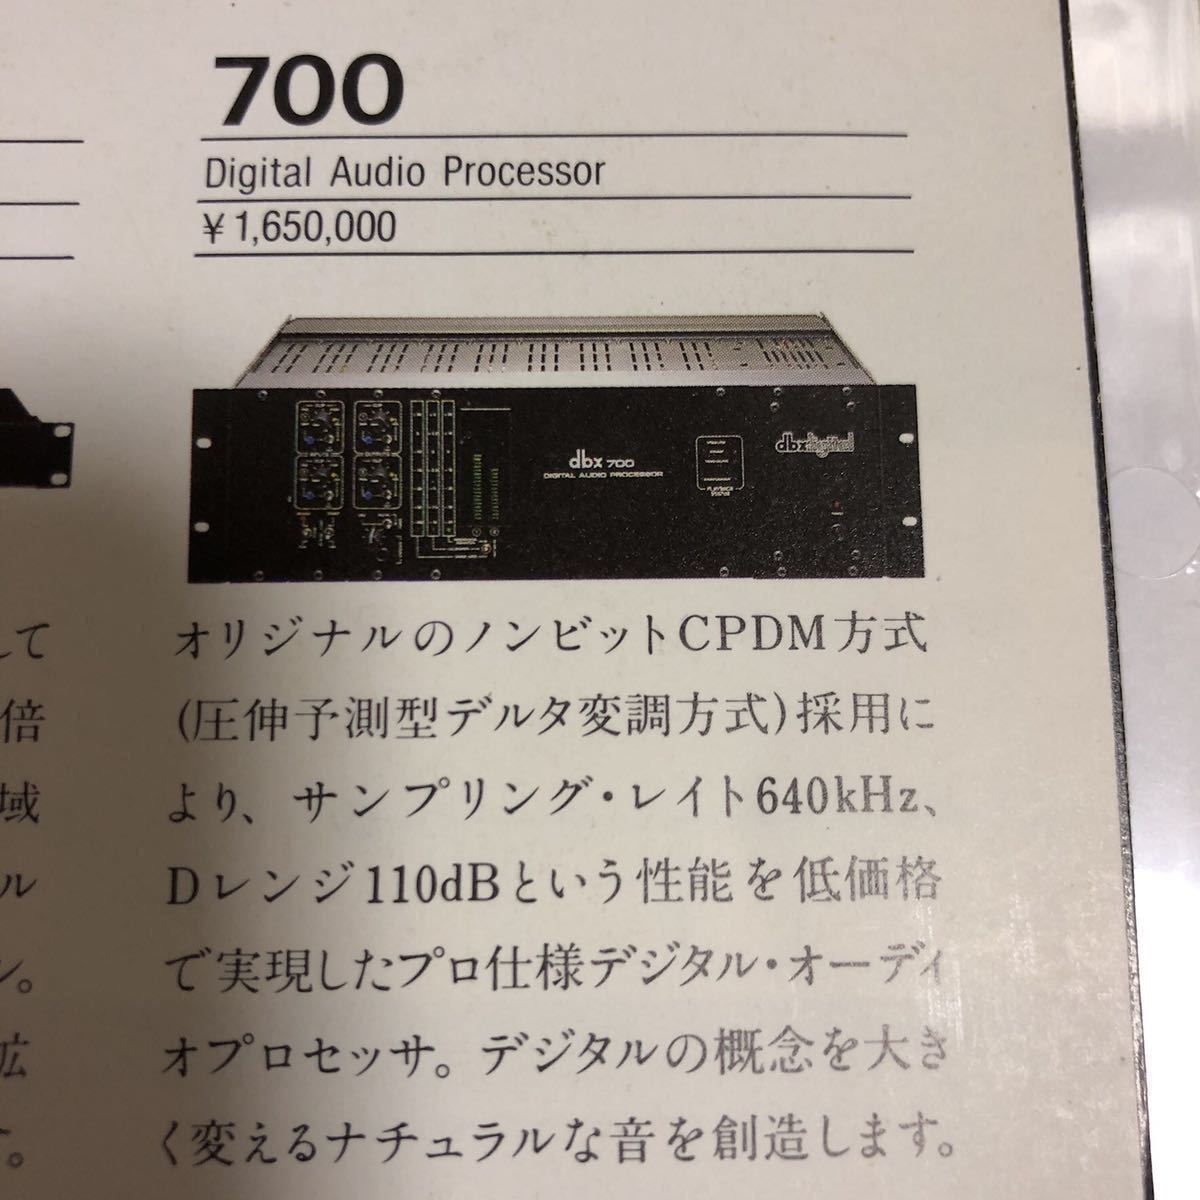 700
Digital Audio Processor
¥1,650,000
dbx 700
DIGITAL AUDIO PROCESSOR
dbx digital
オリジナルのノンビットCPDM方式
(圧伸予測型デルタ変調方式)採用に
より、サンプリング・レイト640kHz、
Dレンジ110dBという性能を低価格
で実現したプロ仕様デジタル・オーディ
オプロセッサ。デジタルの概念を大き
く変えるナチュラルな音を創造します。
して
倍
域
ル
ン。
拡
す。